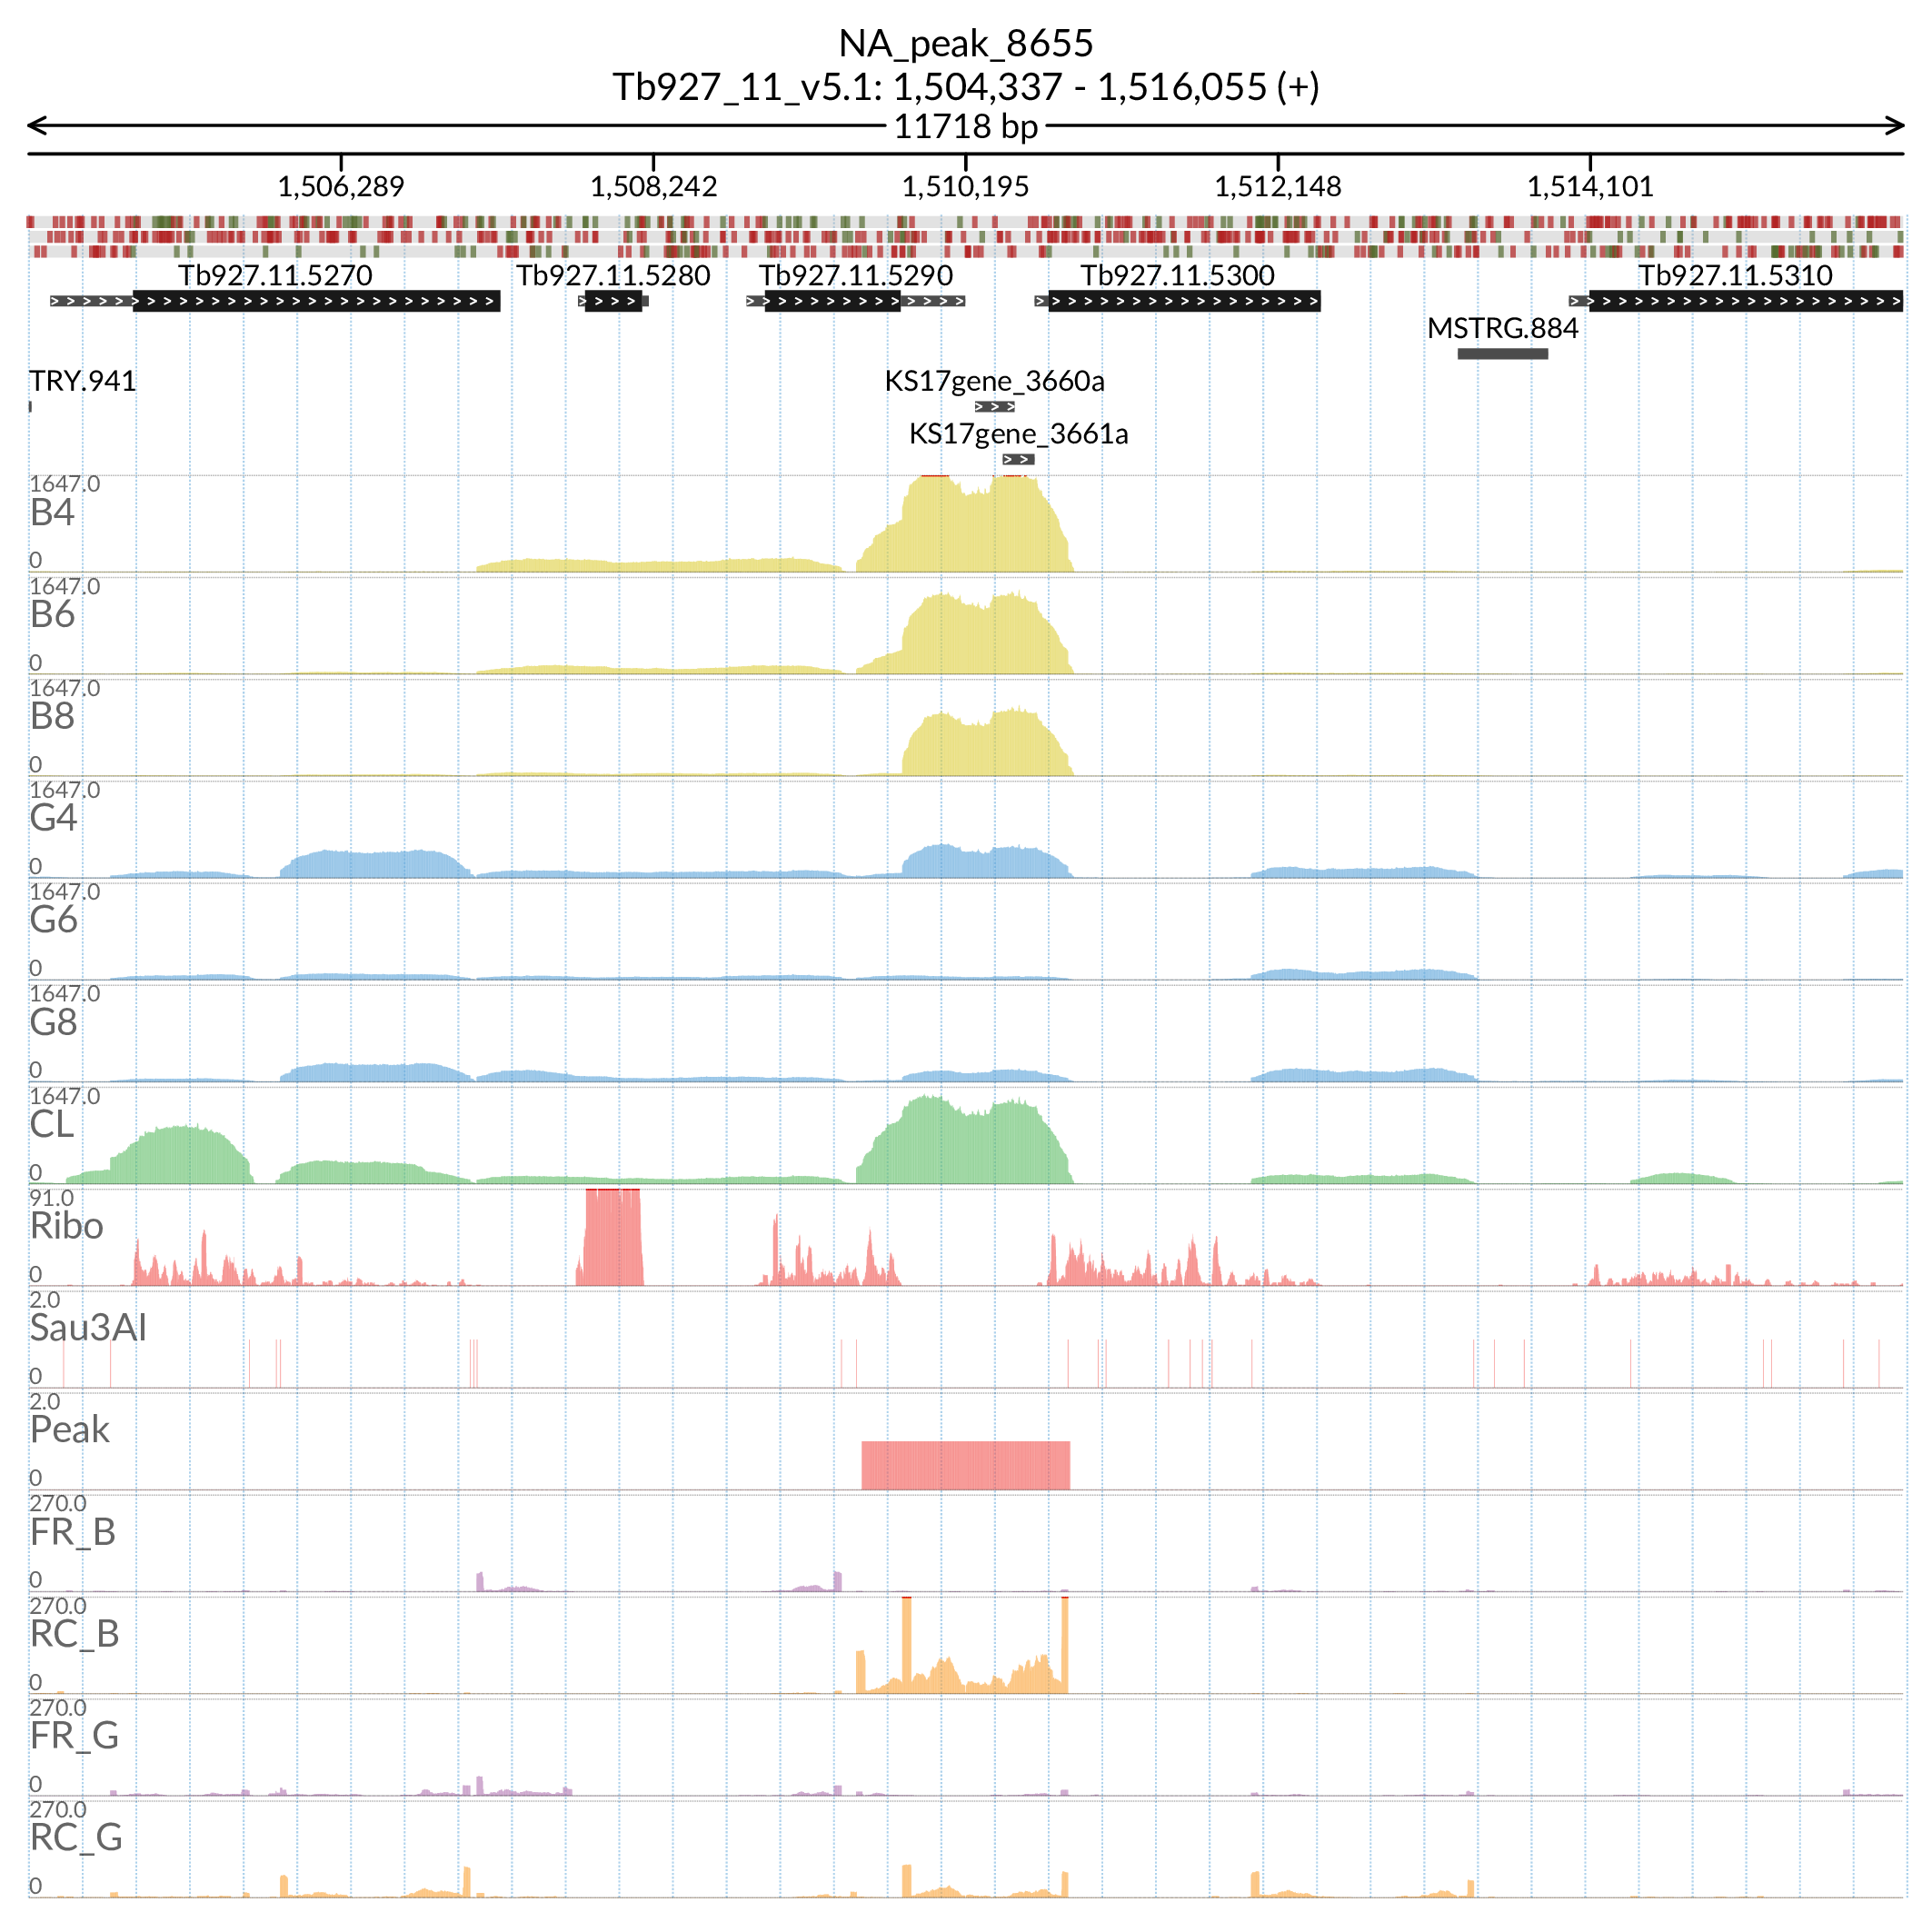 NA_peak_8655
Tb927_11_v5.1: 1,504,337 - 1,516,055 (+)
11718 bp
1,506,289 1,508,242 1,510,195 1,512,148 1,514,101
Tb927.11.5270 Tb927.11.5280 Tb927.11.5290 Tb927.11.5300 Tb927.11.5310
MSTRG.884
TRY.941 KS17gene_3660a
KS17gene_3661a
1647.0
B4
0
1647.0
B6
0
1647.0
B8
0
1647.0
G4
0
1647.0
G6
0
1647.0
G8
0
1647.0
CL
0
91.0
Ribo
0
2.0
Sau3AI
0
2.0
Peak
0
270.0
FR_B
0
270.0
RC_B
0
270.0
FR_G
0
270.0
RC_G
0